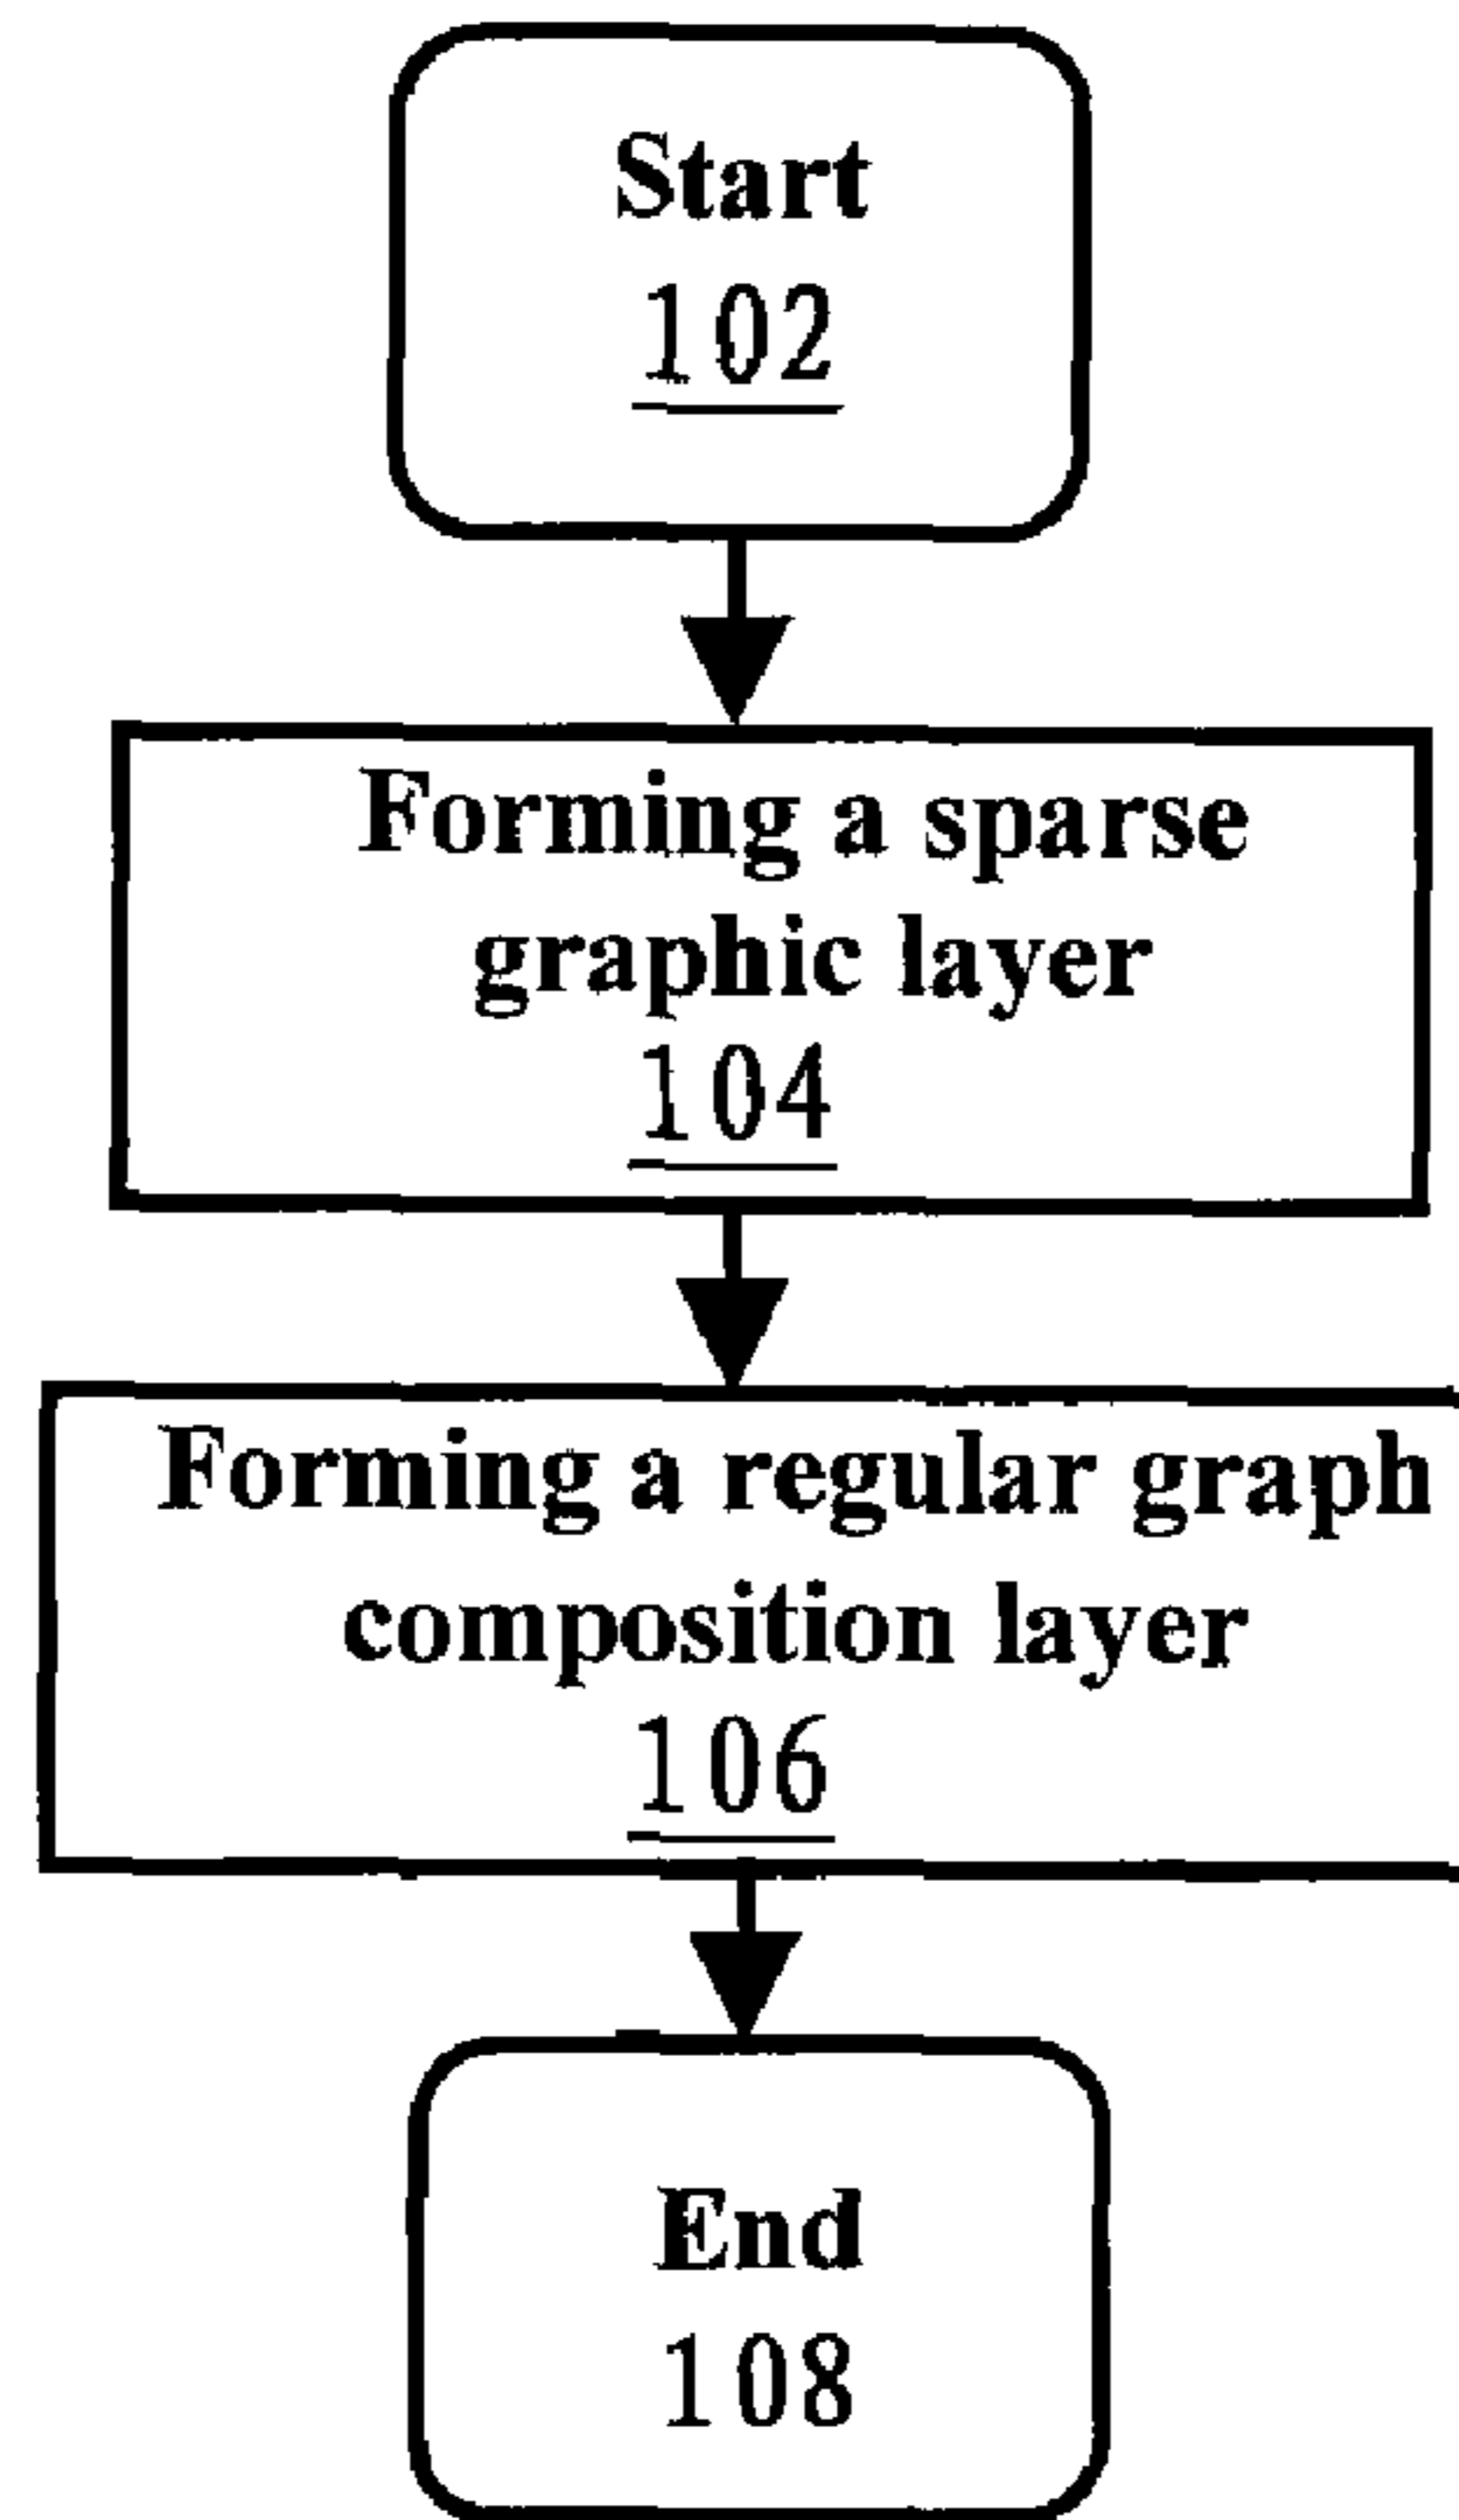 Start
102
Forming a sparse
graphic layer
104
Forming a regular graph
composition layer
106
End
108